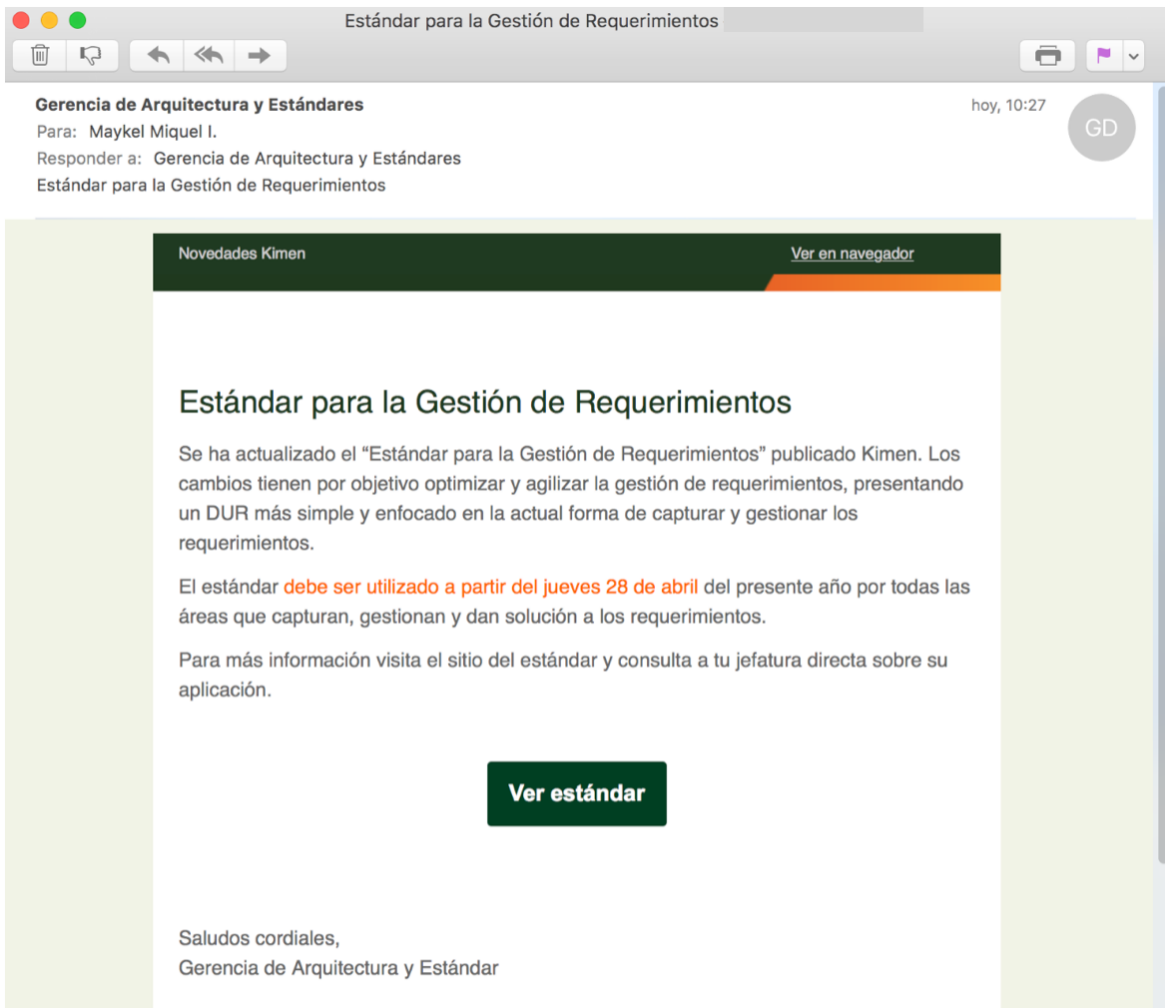 Estándar para la Gestión de Requerimientos
Gerencia de Arquitectura y Estándares
hoy, 10:27
GD
Para: Maykel Miquel I.
Responder a: Gerencia de Arquitectura y Estándares
Estándar para la Gestión de Requerimientos
Novedades Kimen
Ver en navegador
Estándar para la Gestión de Requerimientos
Se ha actualizado el “Estándar para la Gestión de Requerimientos” publicado Kimen. Los
cambios tienen por objetivo optimizar y agilizar la gestión de requerimientos, presentando
un DUR más simple y enfocado en la actual forma de capturar y gestionar los
requerimientos.
El estándar debe ser utilizado a partir del jueves 28 de abril del presente año por todas las
áreas que capturan, gestionan y dan solución a los requerimientos.
Para más información visita el sitio del estándar y consulta a tu jefatura directa sobre su
aplicación.
Ver estándar
Saludos cordiales,
Gerencia de Arquitectura y Estándar